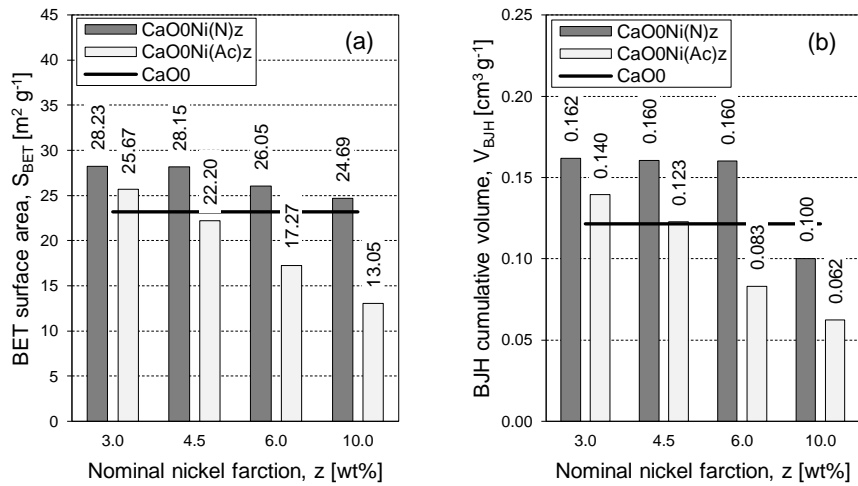 CaO0Ni(N)z
CaO0Ni(Ac)z
CaO0
(a)
BET surface area, SBET [m2 g-1]
45
40
35
30
25
20
15
10
5
0
28.23
25.67
28.15
22.20
26.05
17.27
24.69
13.05
3.0 4.5 6.0 10.0
Nominal nickel farction, z [wt%]
CaO0Ni(N)z
CaO0Ni(Ac)z
CaO0
(b)
BJH cumulative volume, VBJH [cm3 g-1]
0.25
0.20
0.15
0.10
0.05
0.00
0.162
0.140
0.160
0.123
0.160
0.083
0.100
0.062
3.0 4.5 6.0 10.0
Nominal nickel farction, z [wt%]